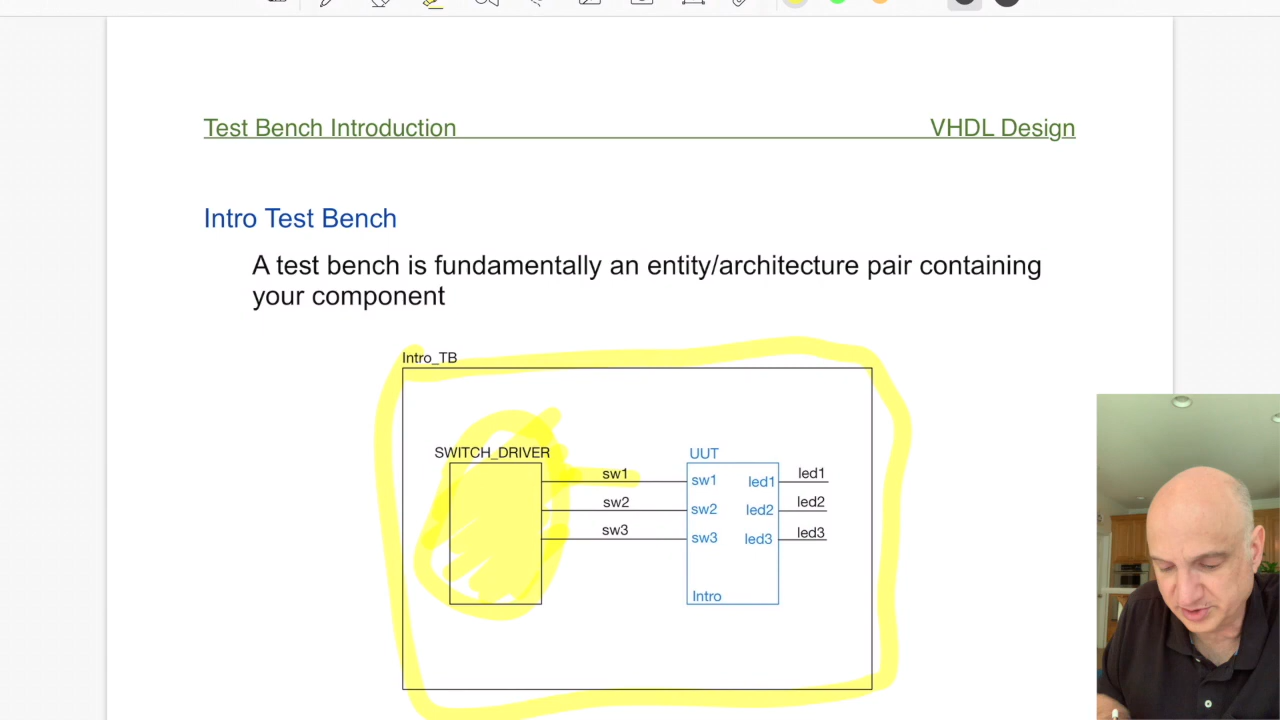 Test Bench Introduction VHDL Design
Intro Test Bench
A test bench is fundamentally an entity/architecture pair containing
your component
Intro_TB
SWITCH_DRIVER UUT
sw1 sw1 led1 led1
sw2 sw2 led2 led2
sw3 sw3 led3 led3
Intro